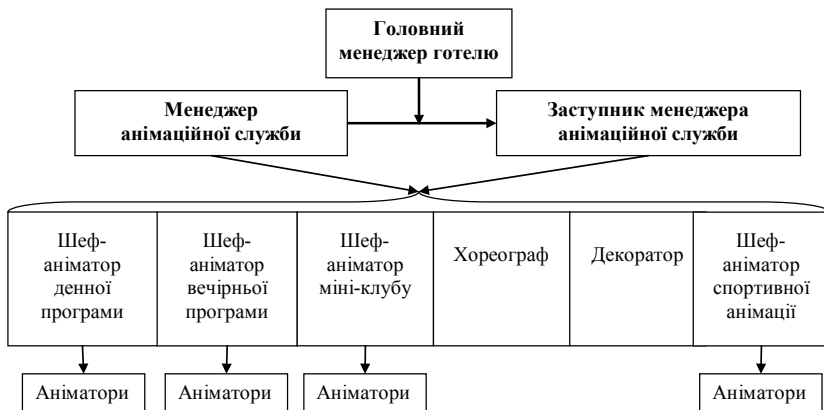 Головний
менеджер готелю
Менеджер
анімаційної служби
Заступник менеджера
анімаційної служби
Шеф-
аніматор
денної
програми
Шеф-
аніматор
вечірньої
програми
Шеф-
аніматор
міні-клубу
Хореограф
Декоратор
Шеф-
аніматор
спортивної
анімації
Аніматори
Аніматори
Аніматори
Аніматори